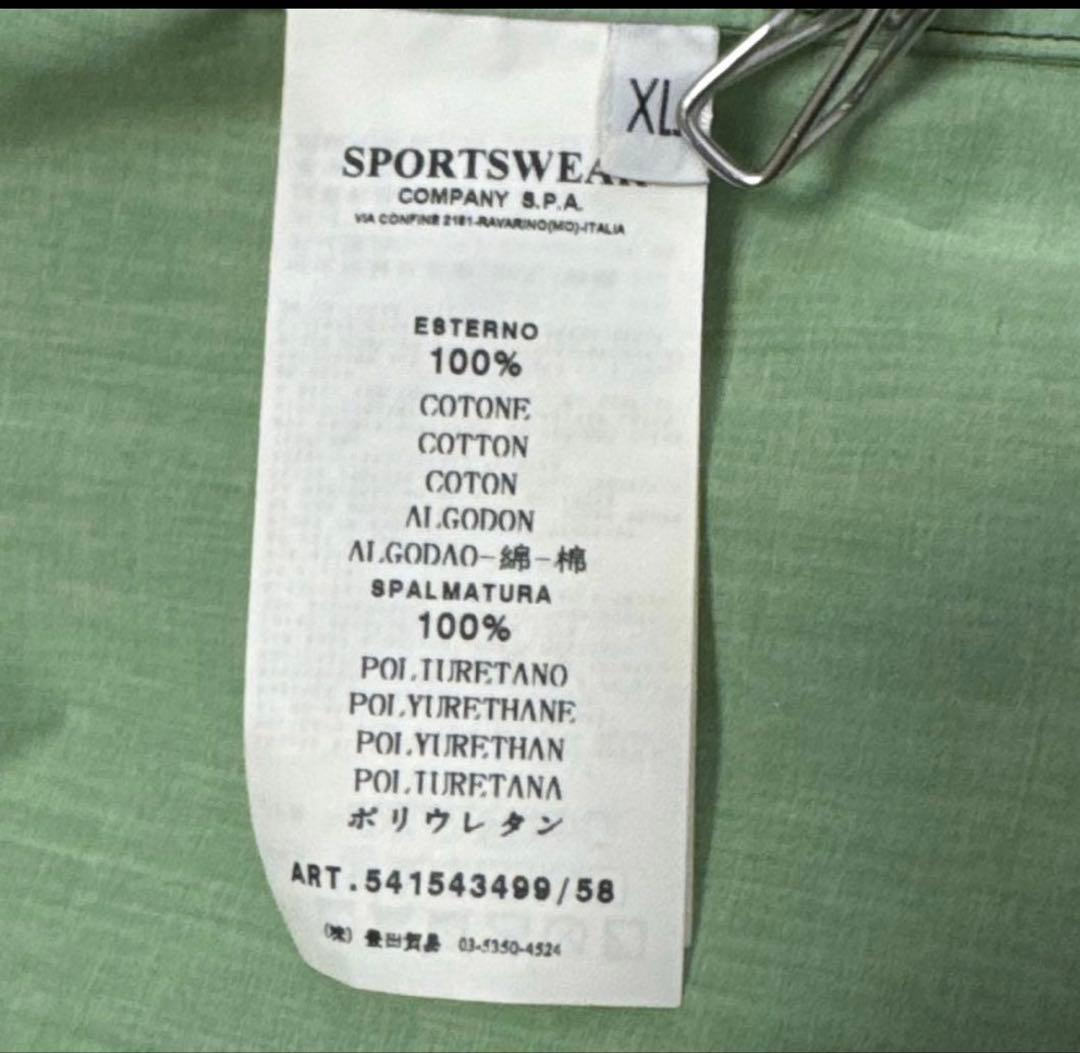 XL
SPORTSWEAR
COMPANY S.P.A.
VIA CONFINE 2161-RAVARINO(MO)-ITALIA
ESTERNO
100%
COTONE
COTTON
COTON
ALGODON
ALGODAO-綿-棉
SPALMATURA
100%
POLIURETANO
POLYURETHANE
POLYURETHAN
POLIURETANA
ポリウレタン
ART.541543499/58
(株) 豊田貿易 03-5350-4524